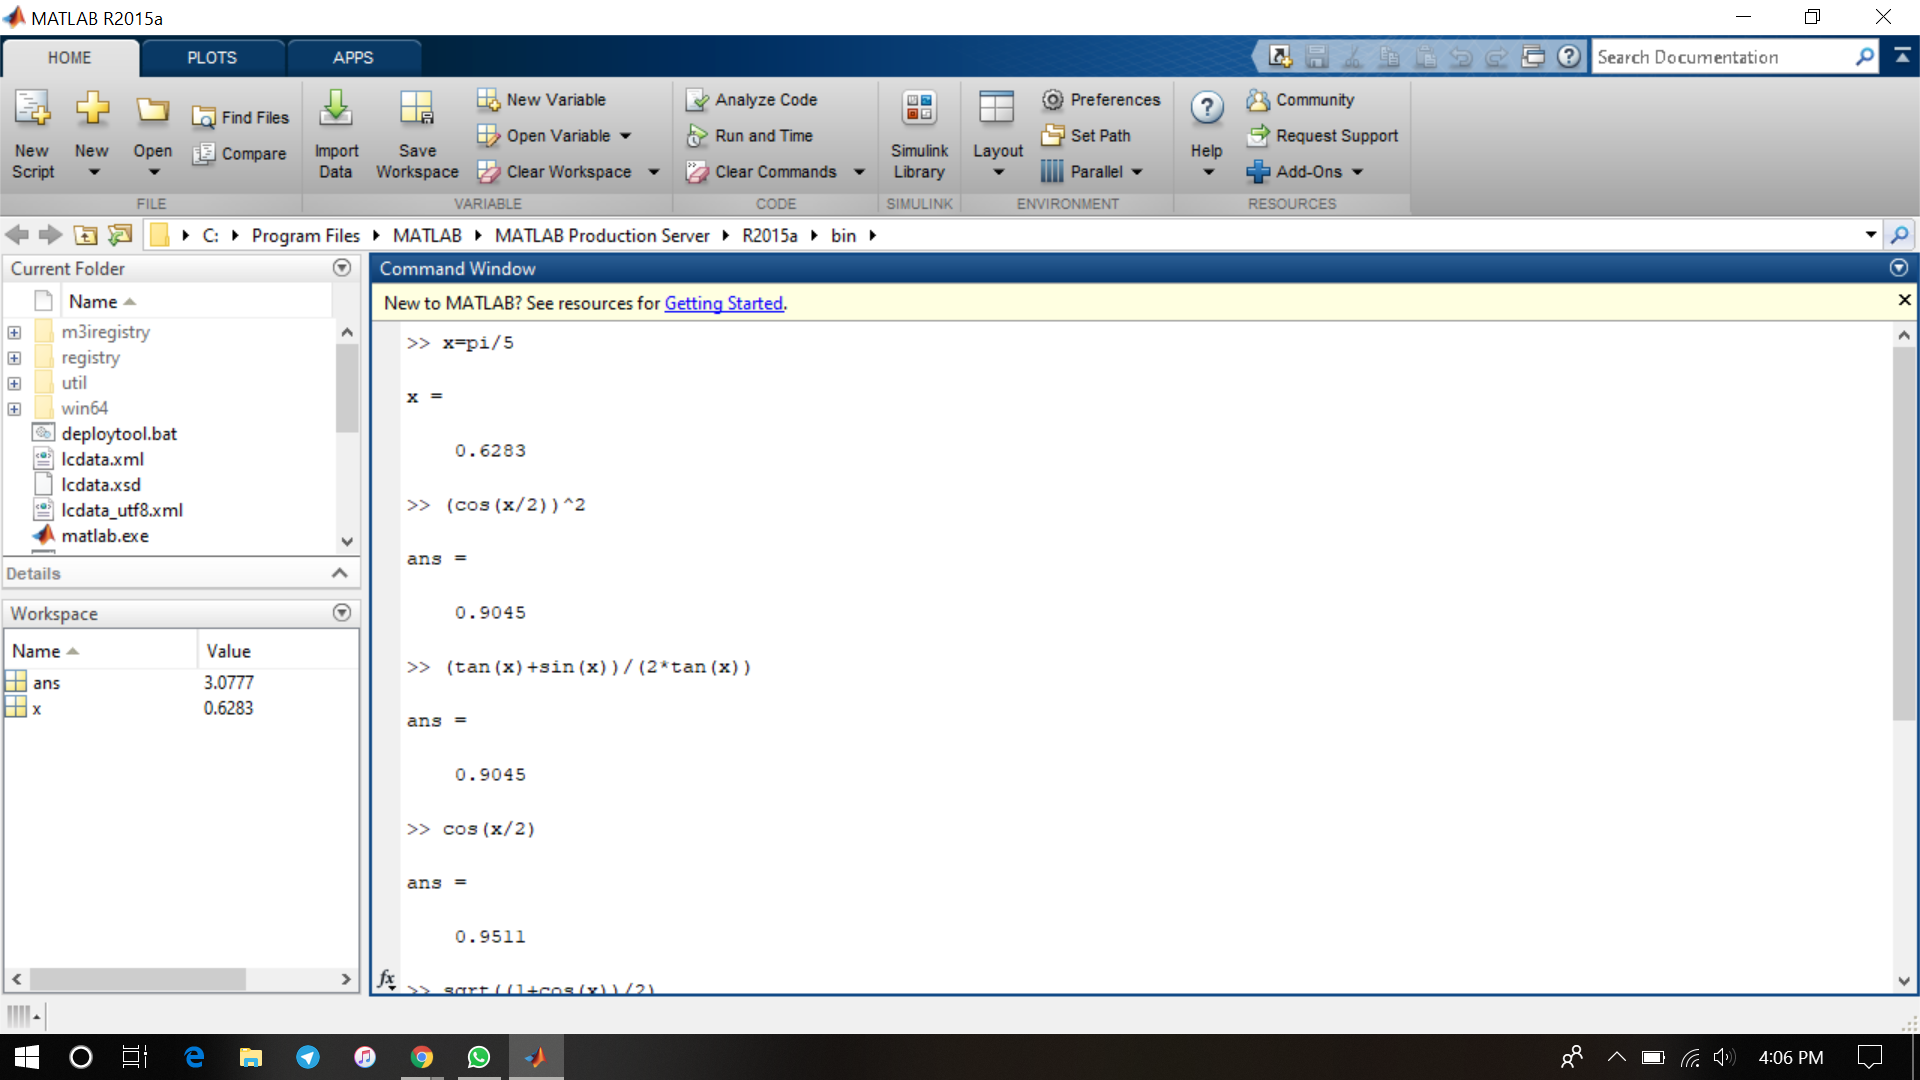 MATLAB R2015a
HOME
PLOTS
APPS
Search Documentation
New Script
New
Open
Find Files
Compare
FILE
Import Data
Save Workspace
New Variable
Open Variable
Clear Workspace
VARIABLE
Analyze Code
Run and Time
Clear Commands
CODE
Simulink Library
SIMULINK
Layout
Preferences
Set Path
Parallel
ENVIRONMENT
Help
Community
Request Support
Add-Ons
RESOURCES
C: Program Files MATLAB MATLAB Production Server R2015a bin
Current Folder
Name
m3iregistry
registry
util
win64
deploytool.bat
lcdata.xml
lcdata.xsd
lcdata_utf8.xml
matlab.exe
Details
Workspace
Name Value
ans 3.0777
x 0.6283
Command Window
New to MATLAB? See resources for Getting Started.
>> x=pi/5
x =
0.6283
>> (cos(x/2))^2
ans =
0.9045
>> (tan(x)+sin(x))/(2*tan(x))
ans =
0.9045
>> cos(x/2)
ans =
0.9511
fx
>> sqrt((1+cos(x))/2)
4:06 PM